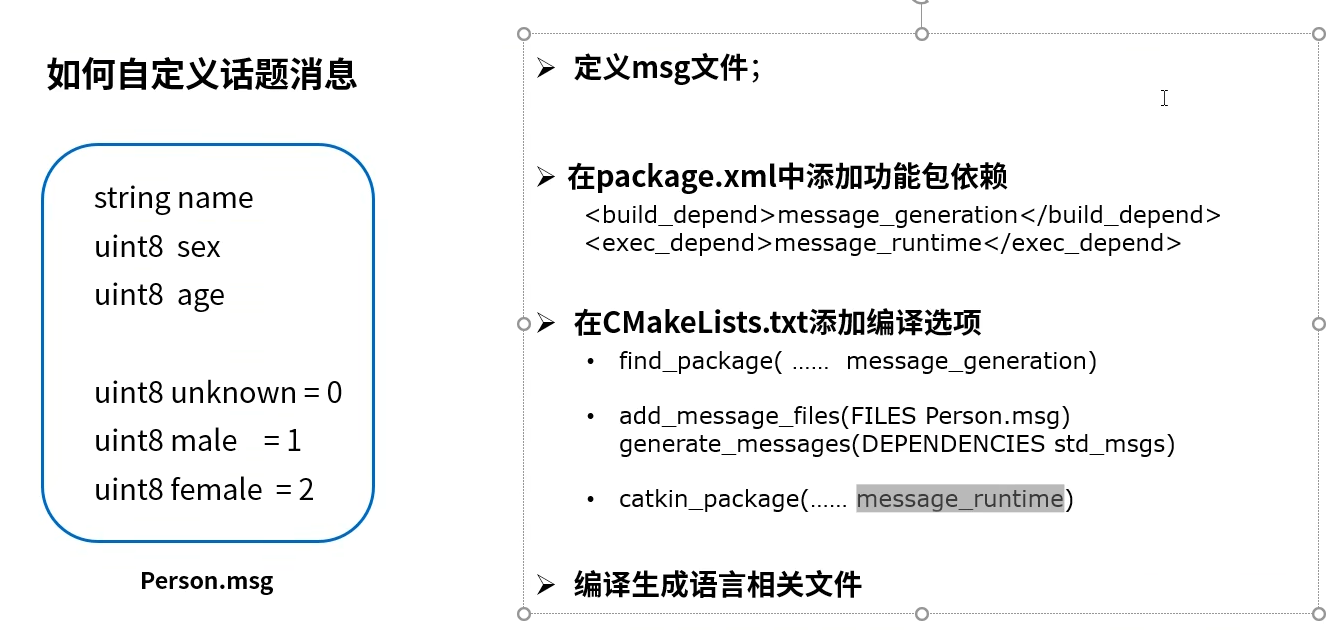 如何自定义话题消息
string name
uint8 sex
uint8 age
uint8 unknown = 0
uint8 male = 1
uint8 female = 2
Person.msg
定义msg文件；
在package.xml中添加功能包依赖
<build_depend>message_generation</build_depend>
<exec_depend>message_runtime</exec_depend>
在CMakeLists.txt添加编译选项
find_package( …… message_generation)
add_message_files(FILES Person.msg)
generate_messages(DEPENDENCIES std_msgs)
catkin_package(…… message_runtime)
编译生成语言相关文件